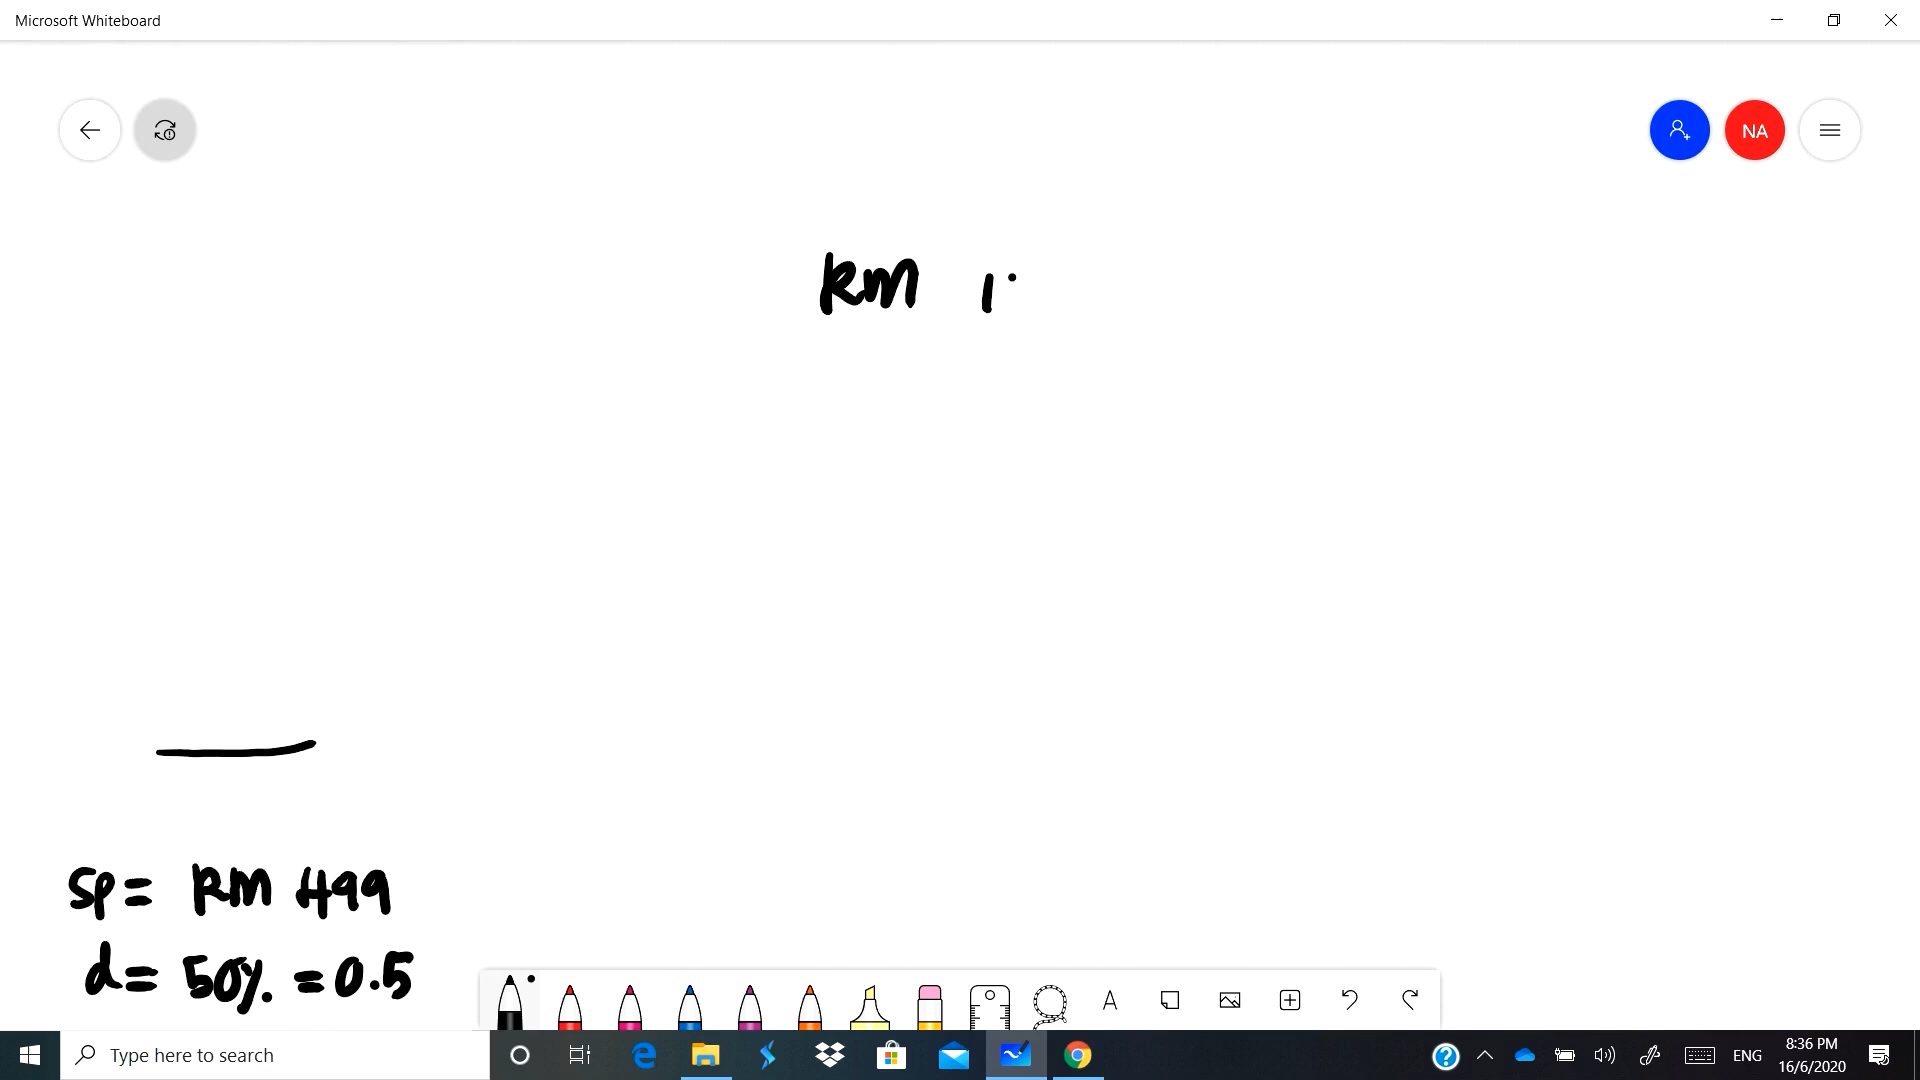 Microsoft Whiteboard
NA
RM 1
SP = RM 499
d = 50% = 0.5
A
Type here to search
ENG
8:36 PM
16/6/2020